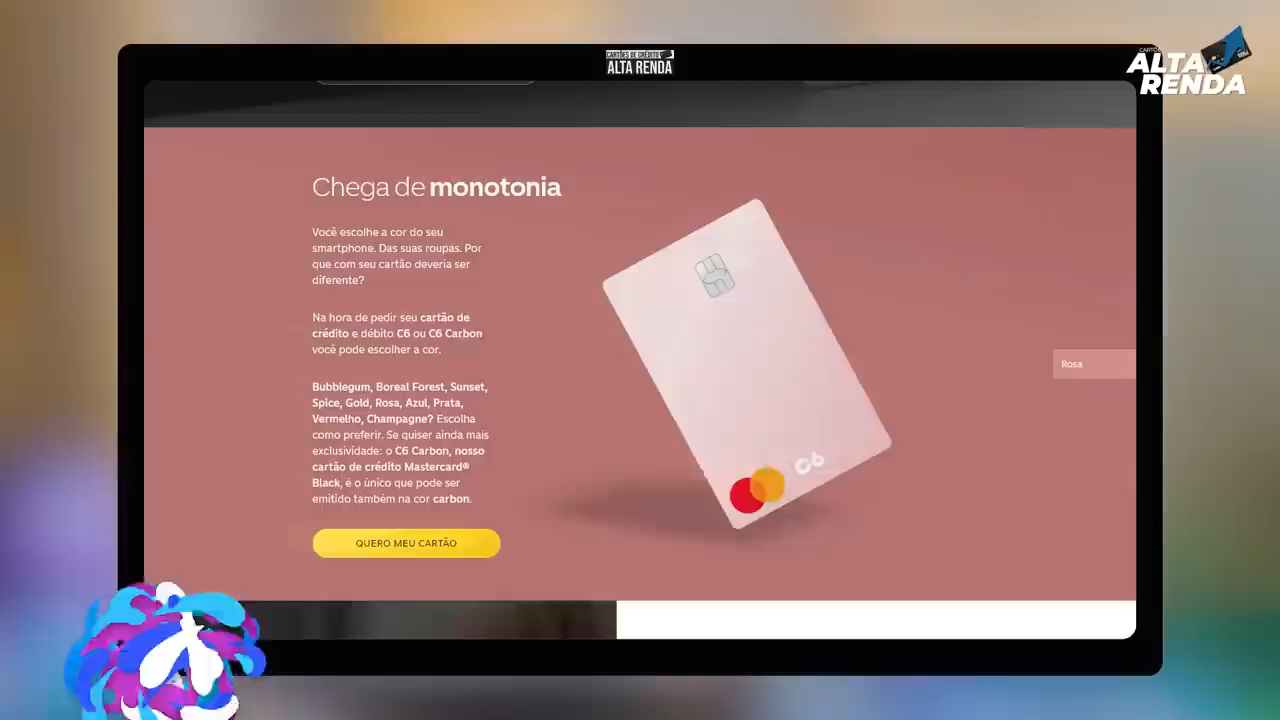 CARTÕES DE CRÉDITO
ALTA RENDA
ALTA
RENDA
Chega de monotonia
Você escolhe a cor do seu
smartphone. Das suas roupas. Por
que com seu cartão deveria ser
diferente?
Na hora de pedir seu cartão de
crédito e débito C6 ou C6 Carbon
você pode escolher a cor.
Bubblegum, Boreal Forest, Sunset,
Spice, Gold, Rosa, Azul, Prata,
Vermelho, Champagne? Escolha
como preferir. Se quiser ainda mais
exclusividade: o C6 Carbon, nosso
cartão de crédito Mastercard®
Black, é o único que pode ser
emitido também na cor carbon.
QUERO MEU CARTÃO
C6
Rosa